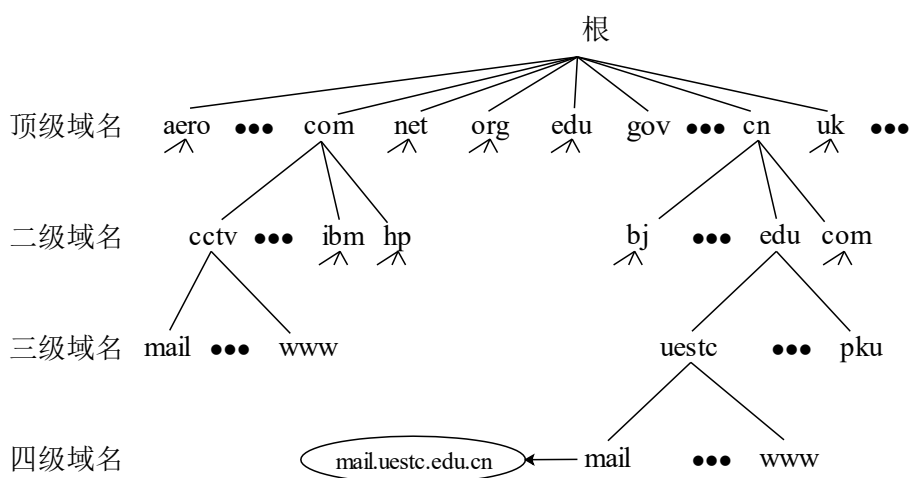 根
顶级域名 aero ••• com net org edu gov ••• cn uk •••
二级域名 cctv ••• ibm hp bj ••• edu com
三级域名 mail ••• www uestc ••• pku
四级域名 mail.uestc.edu.cn mail ••• www